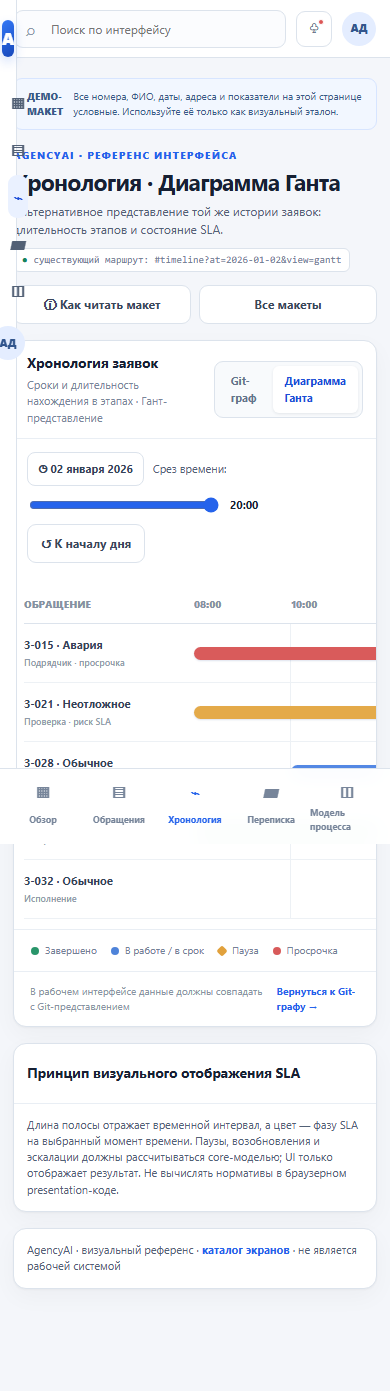 А
Поиск по интерфейсу
АД
ДЕМО-
МАКЕТ
Все номера, ФИО, даты, адреса и показатели на этой странице
условные. Используйте её только как визуальный эталон.
AGENCYAI · РЕФЕРЕНС ИНТЕРФЕЙСА
Хронология · Диаграмма Ганта
Альтернативное представление той же истории заявок:
длительность этапов и состояние SLA.
существующий маршрут: #timeline?at=2026-01-02&view=gantt
Как читать макет
Все макеты
АД
Хронология заявок
Сроки и длительность
нахождения в этапах · Гант-
представление
Git-
граф
Диаграмма
Ганта
02 января 2026
Срез времени:
20:00
К началу дня
ОБРАЩЕНИЕ 08:00 10:00
З-015 · Авария
Подрядчик · просрочка
З-021 · Неотложное
Проверка · риск SLA
З-028 · Обычное
Обзор
Обращения
Хронология
Переписка
Модель
процесса
З-032 · Обычное
Исполнение
Завершено
В работе / в срок
Пауза
Просрочка
В рабочем интерфейсе данные должны совпадать
с Git-представлением
Вернуться к Git-
графу →
Принцип визуального отображения SLA
Длина полосы отражает временной интервал, а цвет — фазу SLA
на выбранный момент времени. Паузы, возобновления и
эскалации должны рассчитываться core-моделью; UI только
отображает результат. Не вычислять нормативы в браузерном
presentation-коде.
AgencyAI · визуальный референс · каталог экранов · не является
рабочей системой